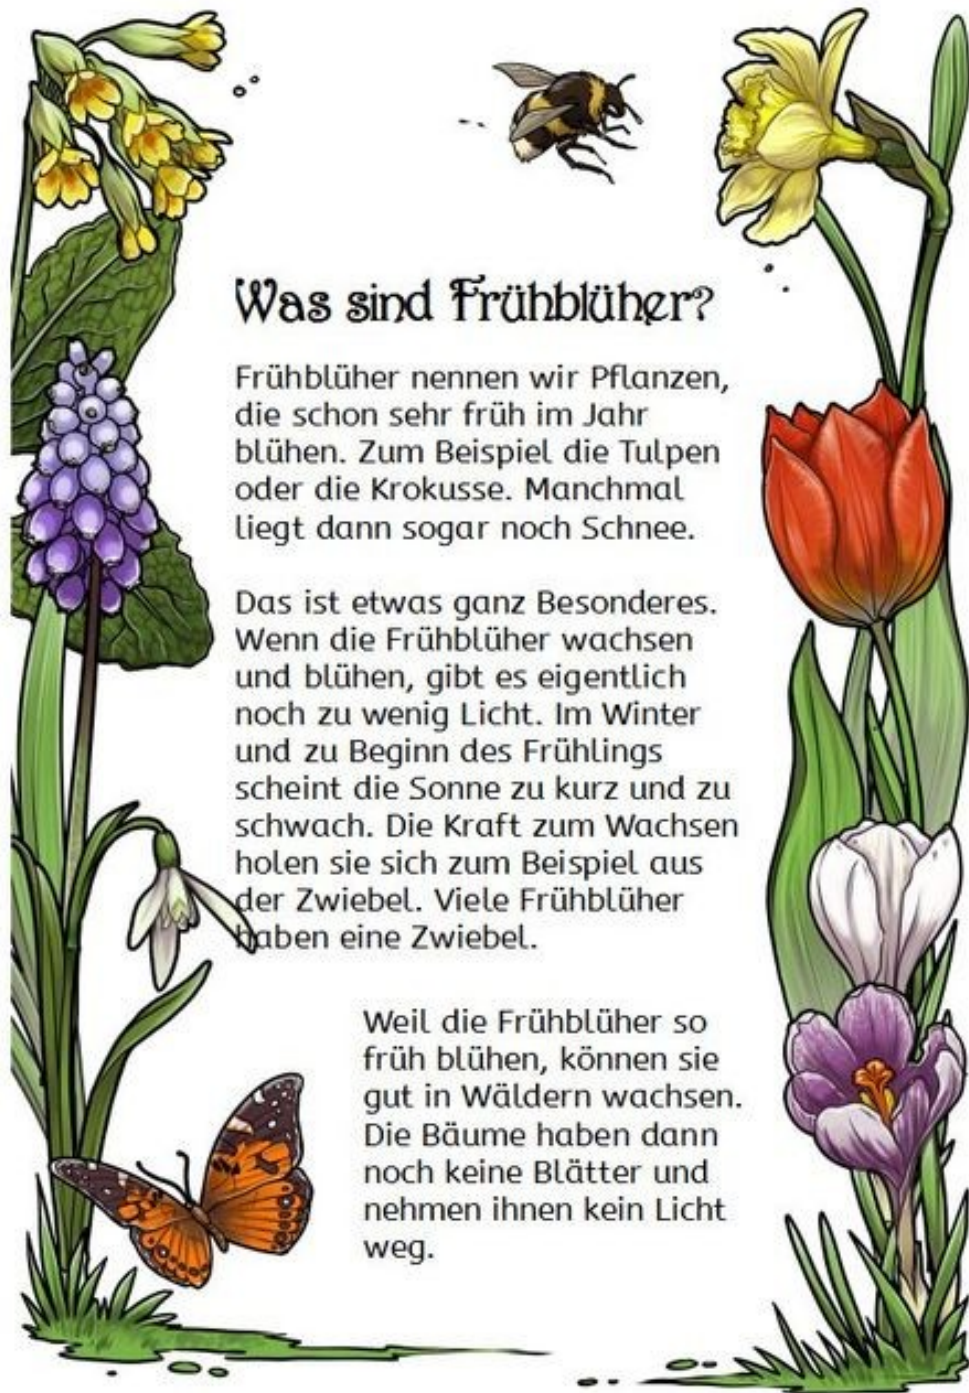 Was sind Frühblüher?
Frühblüher nennen wir Pflanzen,
die schon sehr früh im Jahr
blühen. Zum Beispiel die Tulpen
oder die Krokusse. Manchmal
liegt dann sogar noch Schnee.
Das ist etwas ganz Besonderes.
Wenn die Frühblüher wachsen
und blühen, gibt es eigentlich
noch zu wenig Licht. Im Winter
und zu Beginn des Frühlings
scheint die Sonne zu kurz und zu
schwach. Die Kraft zum Wachsen
holen sie sich zum Beispiel aus
der Zwiebel. Viele Frühblüher
haben eine Zwiebel.
Weil die Frühblüher so
früh blühen, können sie
gut in Wäldern wachsen.
Die Bäume haben dann
noch keine Blätter und
nehmen ihnen kein Licht
weg.